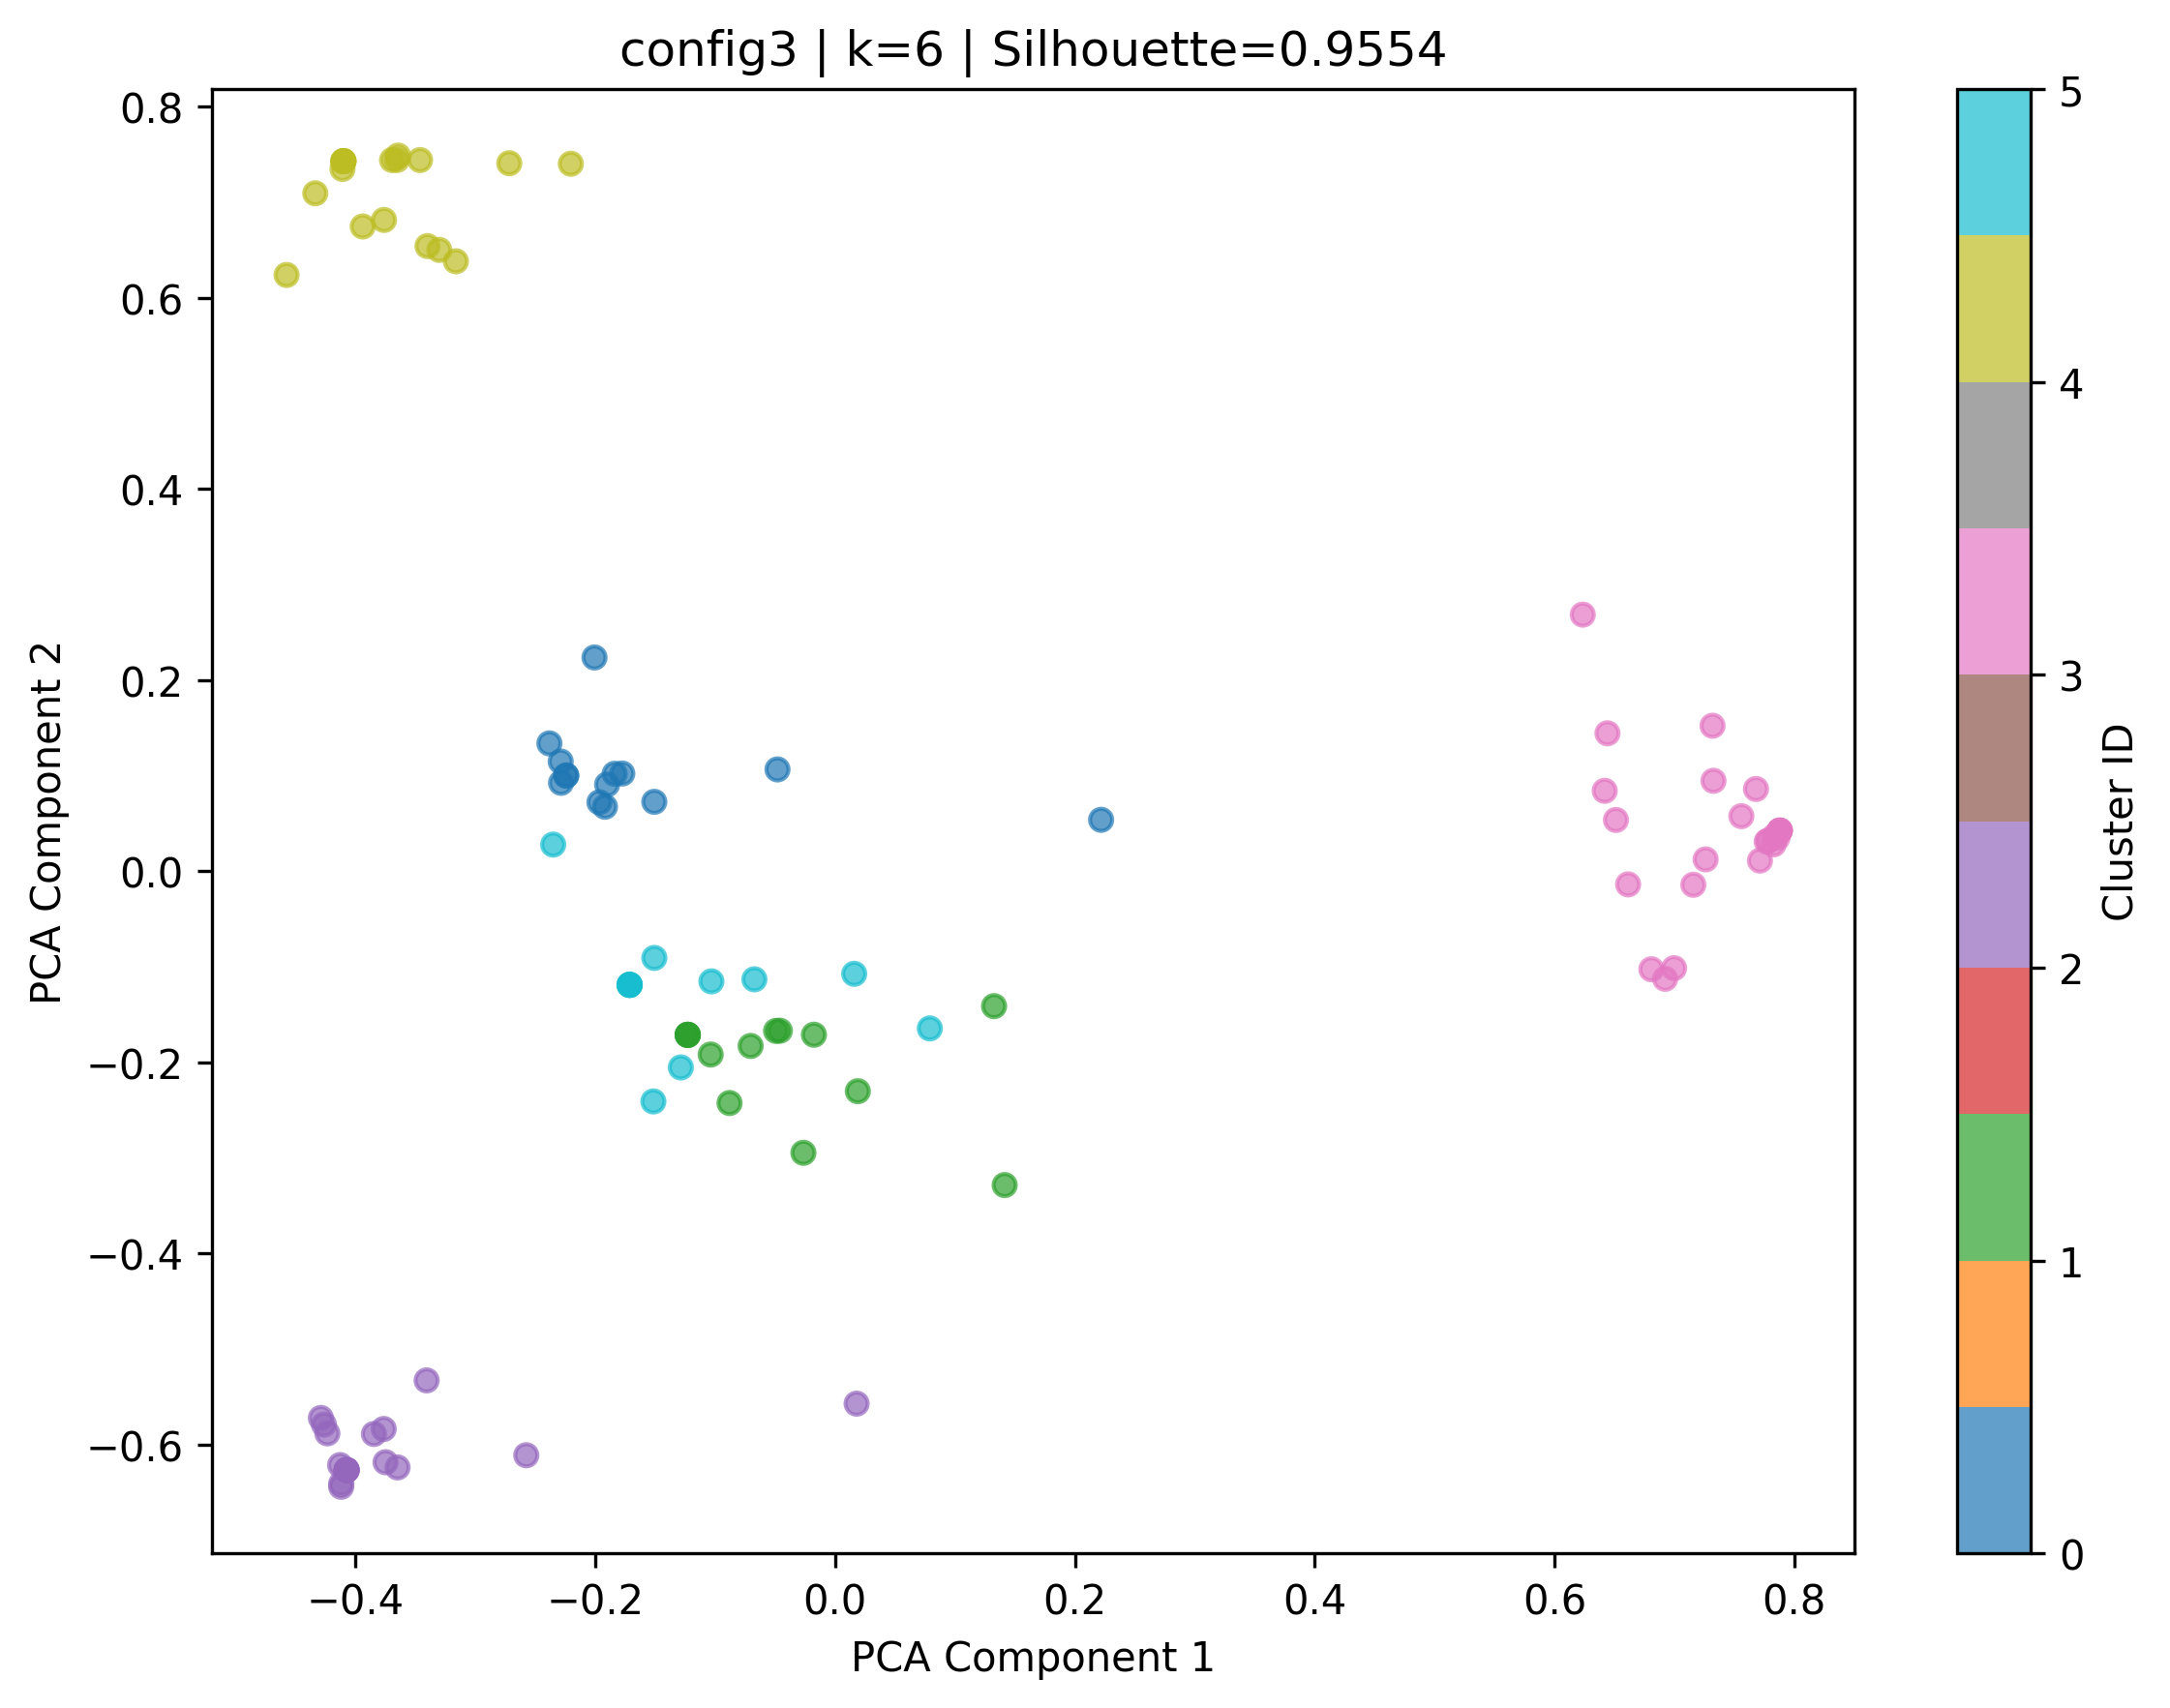 config3 | k=6 | Silhouette=0.9554
0.8
0.6
0.4
0.2
0.0
−0.2
−0.4
−0.6
PCA Component 2
−0.4 −0.2 0.0 0.2 0.4 0.6 0.8
PCA Component 1
5
4
3
2
1
0
Cluster ID